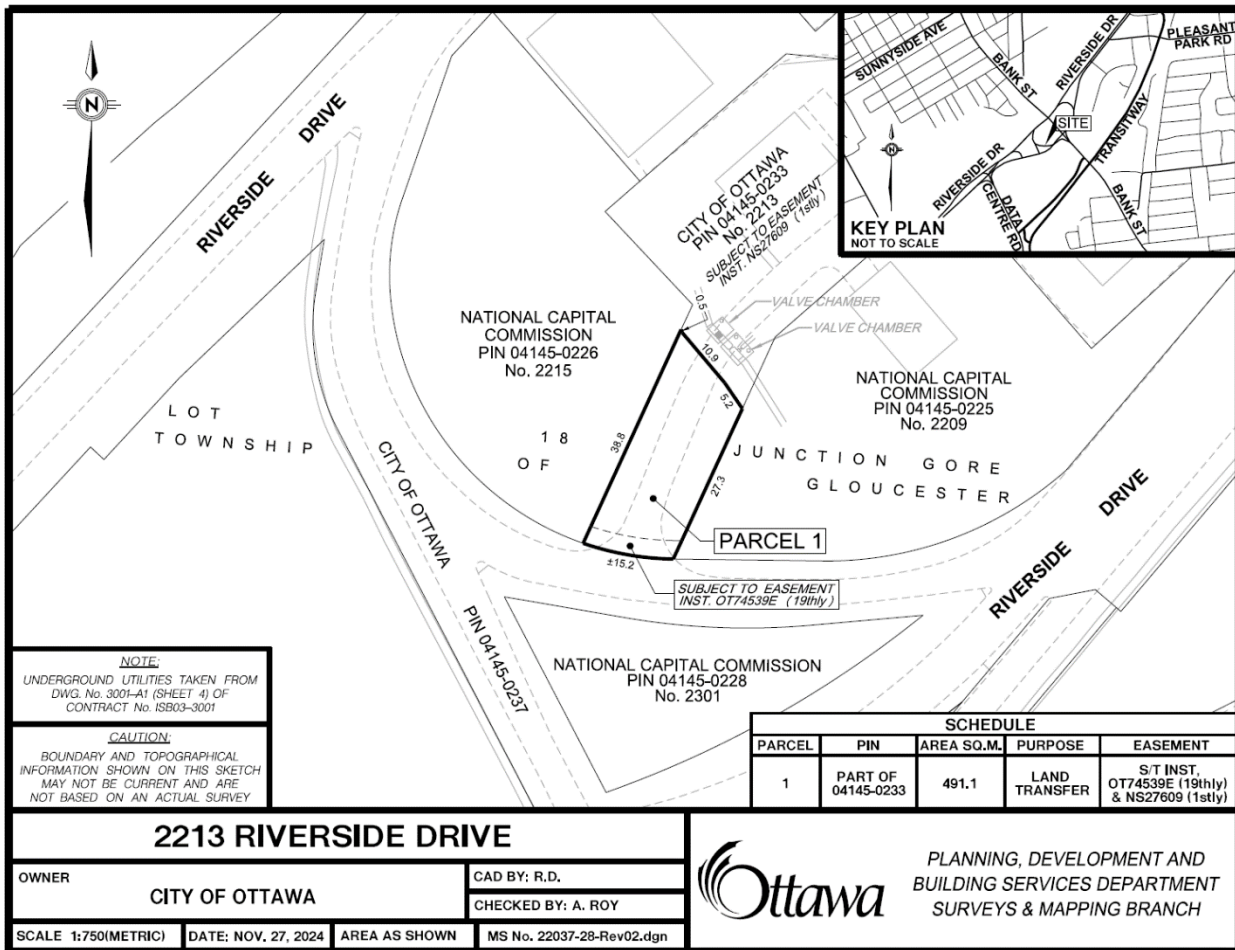 N
RIVERSIDE DRIVE
SUNNYSIDE AVE
BANK ST
RIVERSIDE DR
PLEASANT
PARK RD
SITE
TRANSITWAY
RIVERSIDE DR
DATA
CENTRE RD
BANK ST
N
KEY PLAN
NOT TO SCALE
CITY OF OTTAWA
PIN 04145-0233
No. 2213
SUBJECT TO EASEMENT
INST. NS27609 (1stly)
NATIONAL CAPITAL
COMMISSION
PIN 04145-0226
No. 2215
0.5
VALVE CHAMBER
VALVE CHAMBER
10.9
5.2
38.8
27.3
±15.2
NATIONAL CAPITAL
COMMISSION
PIN 04145-0225
No. 2209
LOT 18 JUNCTION GORE
TOWNSHIP OF GLOUCESTER
CITY OF OTTAWA
PIN 04145-0237
PARCEL 1
SUBJECT TO EASEMENT
INST. OT74539E (19thly)
RIVERSIDE DRIVE
NATIONAL CAPITAL COMMISSION
PIN 04145-0228
No. 2301
NOTE:
UNDERGROUND UTILITIES TAKEN FROM
DWG. No. 3001-A1 (SHEET 4) OF
CONTRACT No. ISB03-3001
CAUTION:
BOUNDARY AND TOPOGRAPHICAL
INFORMATION SHOWN ON THIS SKETCH
MAY NOT BE CURRENT AND ARE
NOT BASED ON AN ACTUAL SURVEY
SCHEDULE
PARCEL PIN AREA SQ.M. PURPOSE EASEMENT
1 PART OF 04145-0233 491.1 LAND TRANSFER S/T INST, OT74539E (19thly) & NS27609 (1stly)
2213 RIVERSIDE DRIVE
OWNER
CITY OF OTTAWA
CAD BY: R.D.
CHECKED BY: A. ROY
SCALE 1:750(METRIC) DATE: NOV. 27, 2024 AREA AS SHOWN MS No. 22037-28-Rev02.dgn
Ottawa
PLANNING, DEVELOPMENT AND
BUILDING SERVICES DEPARTMENT
SURVEYS & MAPPING BRANCH